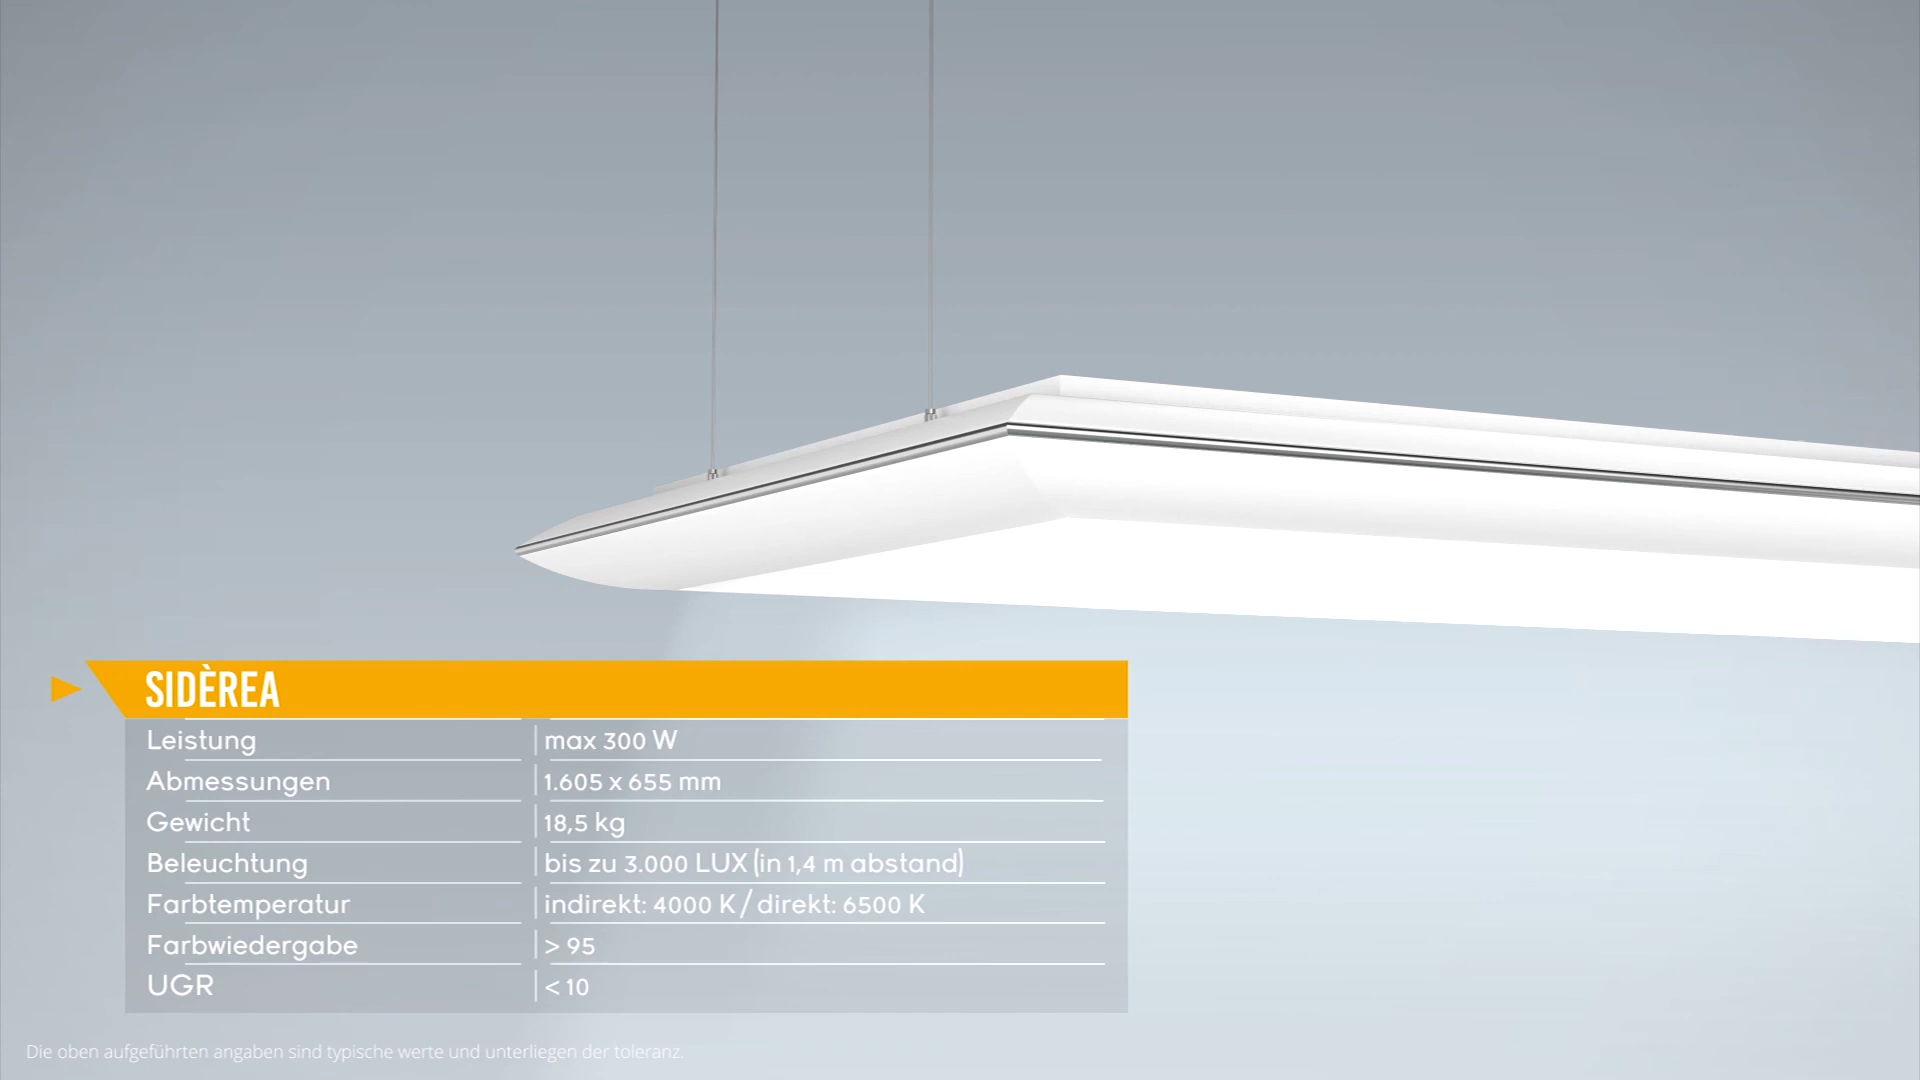 SIDÈREA
Leistung | max 300 W
Abmessungen | 1.605 x 655 mm
Gewicht | 18,5 kg
Beleuchtung | bis zu 3.000 LUX (in 1,4 m abstand)
Farbtemperatur | indirekt: 4000 K / direkt: 6500 K
Farbwiedergabe | > 95
UGR | < 10
Die oben aufgeführten angaben sind typische werte und unterliegen der toleranz.